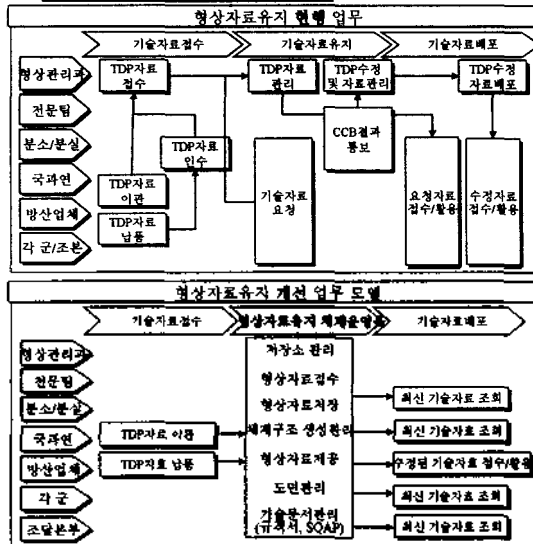 형상자료유지 현행 업무
기술자료접수 기술자료유지 기술자료배포
형상관리과
전문팀
분소/분실
국과연
방산업체
각 군/조본
TDP자료
접수
TDP자료
관리
TDP수정
및 자료관리
TDP수정
자료배포
TDP자료
인수
CCB결과
통보
TDP자료
이관
TDP자료
납품
기술자료
요청
요청자료
접수/활용
수정자료
접수/활용
형상자료유지 개선 업무 모델
기술자료접수 형상자료유지 체계운영 기술자료배포
형상관리과
전문팀
분소/분실
국과연
방산업체
각 군
조달본부
TDP자료 이관
TDP자료 납품
저장소 관리
형상자료접수
형상자료저장
체계구조 생성관리
형상자료제공
도면관리
기술문서관리
(규격서, SQAP)
최신 기술자료 조회
최신 기술자료 조회
수정된 기술자료 접수/활용
최신 기술자료 조회
최신 기술자료 조회